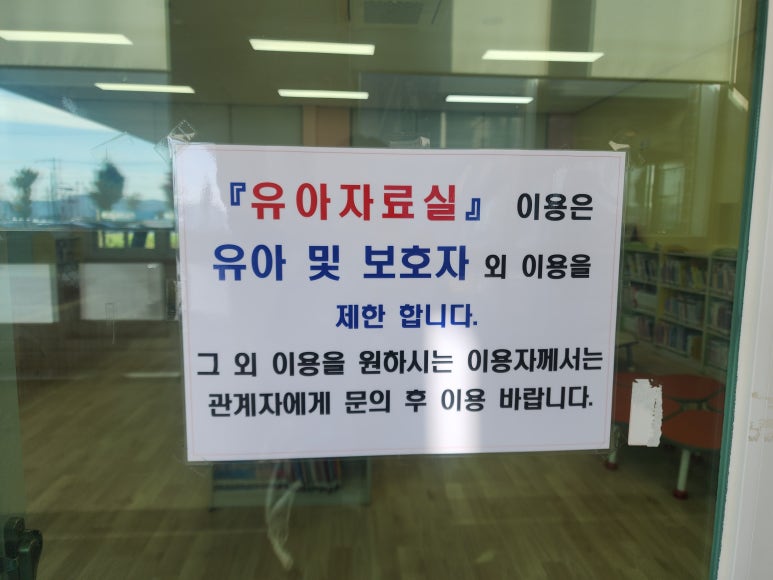 『유아자료실』 이용은
유아 및 보호자 외 이용을
제한 합니다.
그 외 이용을 원하시는 이용자께서는
관계자에게 문의 후 이용 바랍니다.